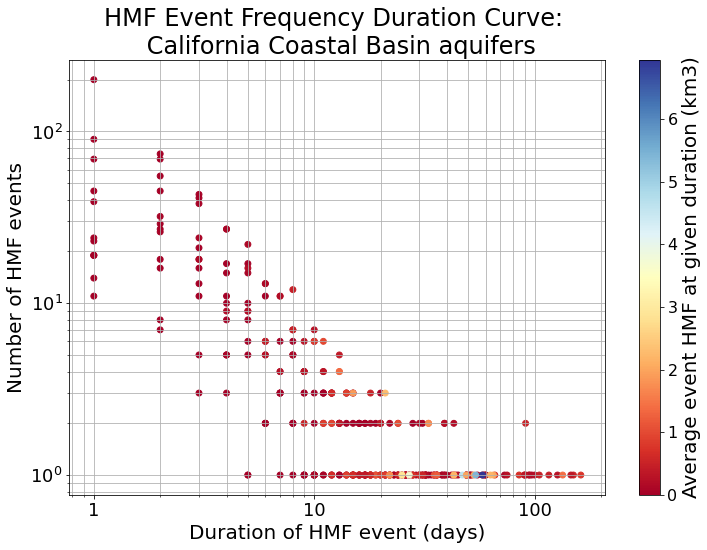 HMF Event Frequency Duration Curve:
California Coastal Basin aquifers
Number of HMF events
10²
10¹
10⁰
1
10
100
Duration of HMF event (days)
6
5
4
3
2
1
0
Average event HMF at given duration (km3)